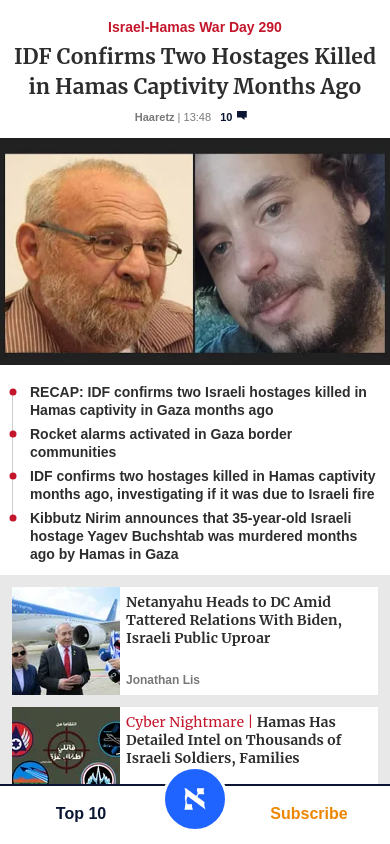 Israel-Hamas War Day 290
IDF Confirms Two Hostages Killed
in Hamas Captivity Months Ago
Haaretz | 13:48 10
RECAP: IDF confirms two Israeli hostages killed in
Hamas captivity in Gaza months ago
Rocket alarms activated in Gaza border
communities
IDF confirms two hostages killed in Hamas captivity
months ago, investigating if it was due to Israeli fire
Kibbutz Nirim announces that 35-year-old Israeli
hostage Yagev Buchshtab was murdered months
ago by Hamas in Gaza
Netanyahu Heads to DC Amid
Tattered Relations With Biden,
Israeli Public Uproar
Jonathan Lis
Cyber Nightmare | Hamas Has
Detailed Intel on Thousands of
Israeli Soldiers, Families
Top 10
Subscribe